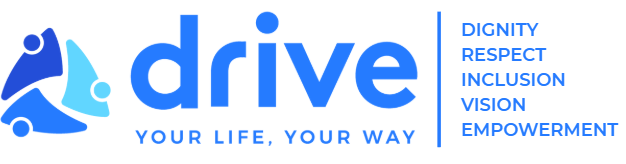 drive
YOUR LIFE, YOUR WAY
DIGNITY
RESPECT
INCLUSION
VISION
EMPOWERMENT